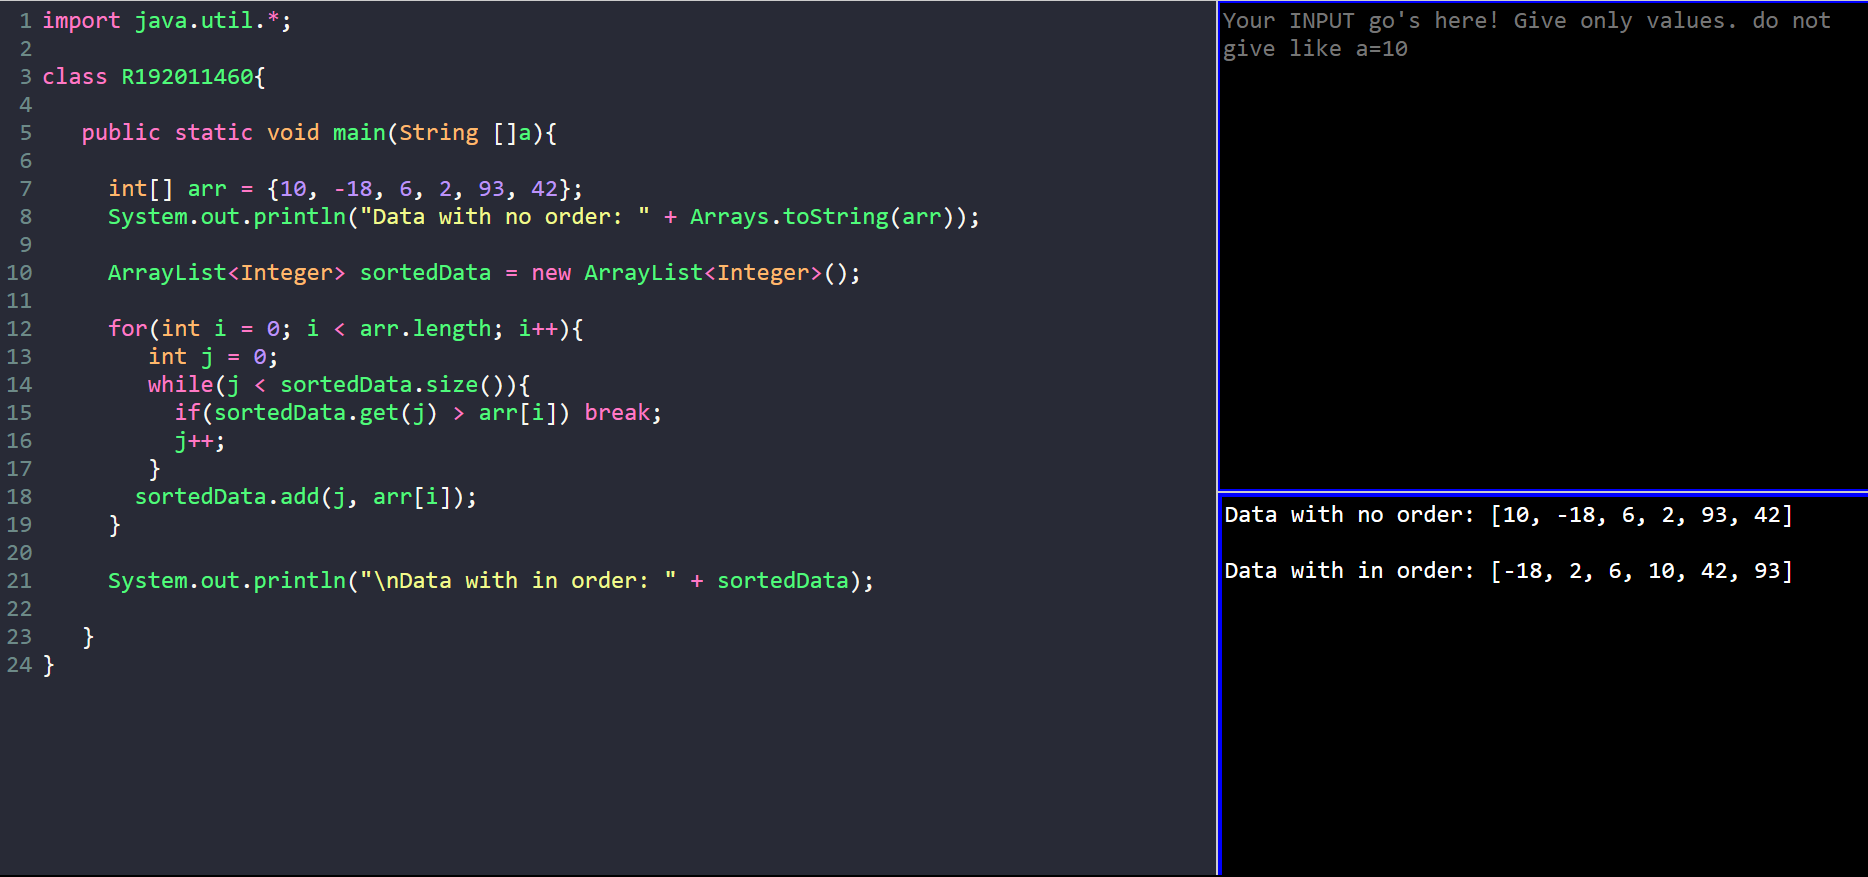 1 import java.util.*;
2
3 class R192011460{
4
5    public static void main(String []a){
6
7      int[] arr = {10, -18, 6, 2, 93, 42};
8      System.out.println("Data with no order: " + Arrays.toString(arr));
9
10      ArrayList<Integer> sortedData = new ArrayList<Integer>();
11
12      for(int i = 0; i < arr.length; i++){
13         int j = 0;
14         while(j < sortedData.size()){
15           if(sortedData.get(j) > arr[i]) break;
16           j++;
17         }
18        sortedData.add(j, arr[i]);
19      }
20
21      System.out.println("\nData with in order: " + sortedData);
22
23    }
24 }
Your INPUT go's here! Give only values. do not
give like a=10
Data with no order: [10, -18, 6, 2, 93, 42]
Data with in order: [-18, 2, 6, 10, 42, 93]